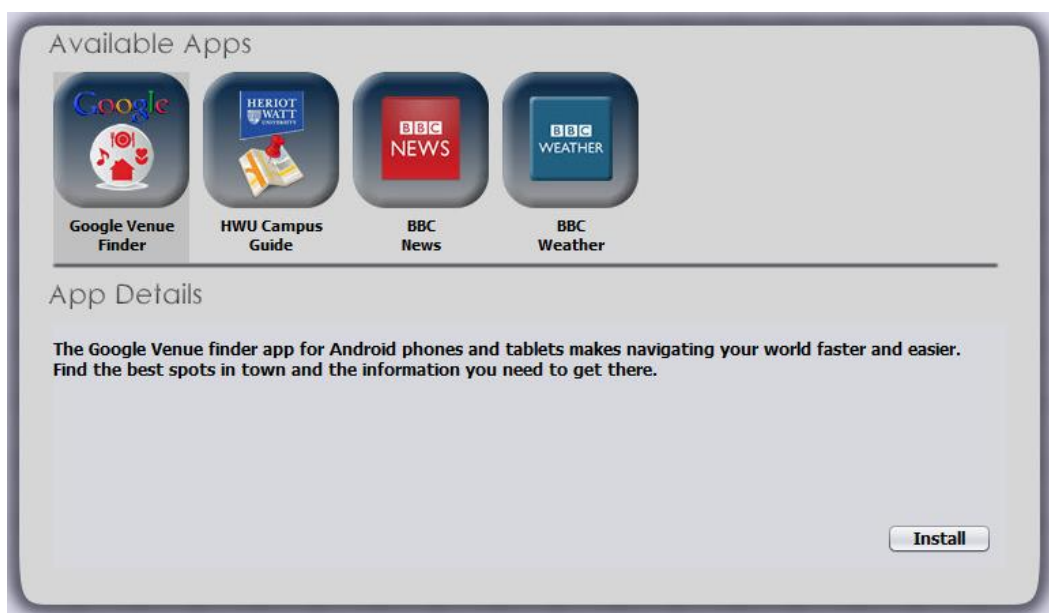 Available Apps
Google
HERIOT
WATT
UNIVERSITY
BBC
NEWS
BBC
WEATHER
Google Venue
Finder
HWU Campus
Guide
BBC
News
BBC
Weather
App Details
The Google Venue finder app for Android phones and tablets makes navigating your world faster and easier.
Find the best spots in town and the information you need to get there.
Install